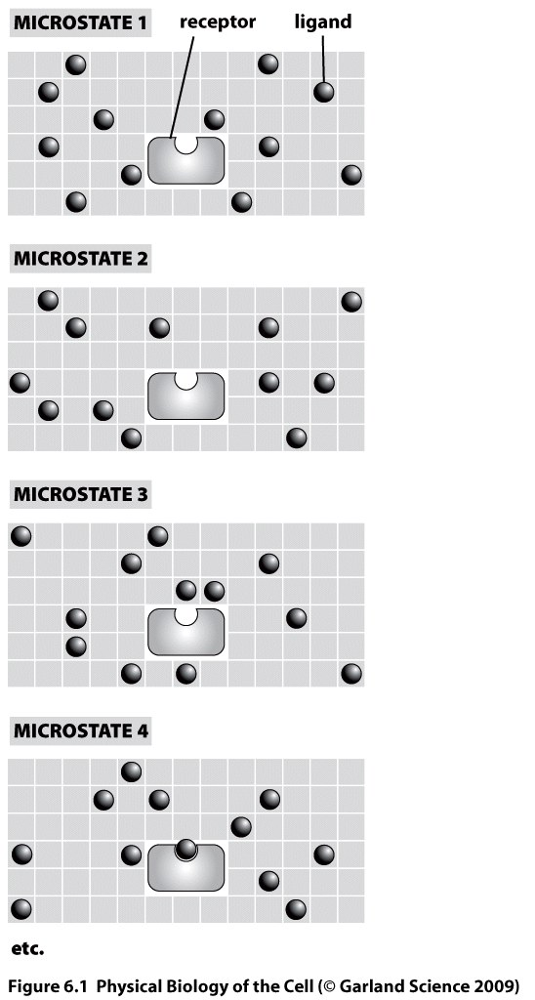 MICROSTATE 1 receptor ligand
MICROSTATE 2
MICROSTATE 3
MICROSTATE 4
etc.
Figure 6.1 Physical Biology of the Cell (© Garland Science 2009)